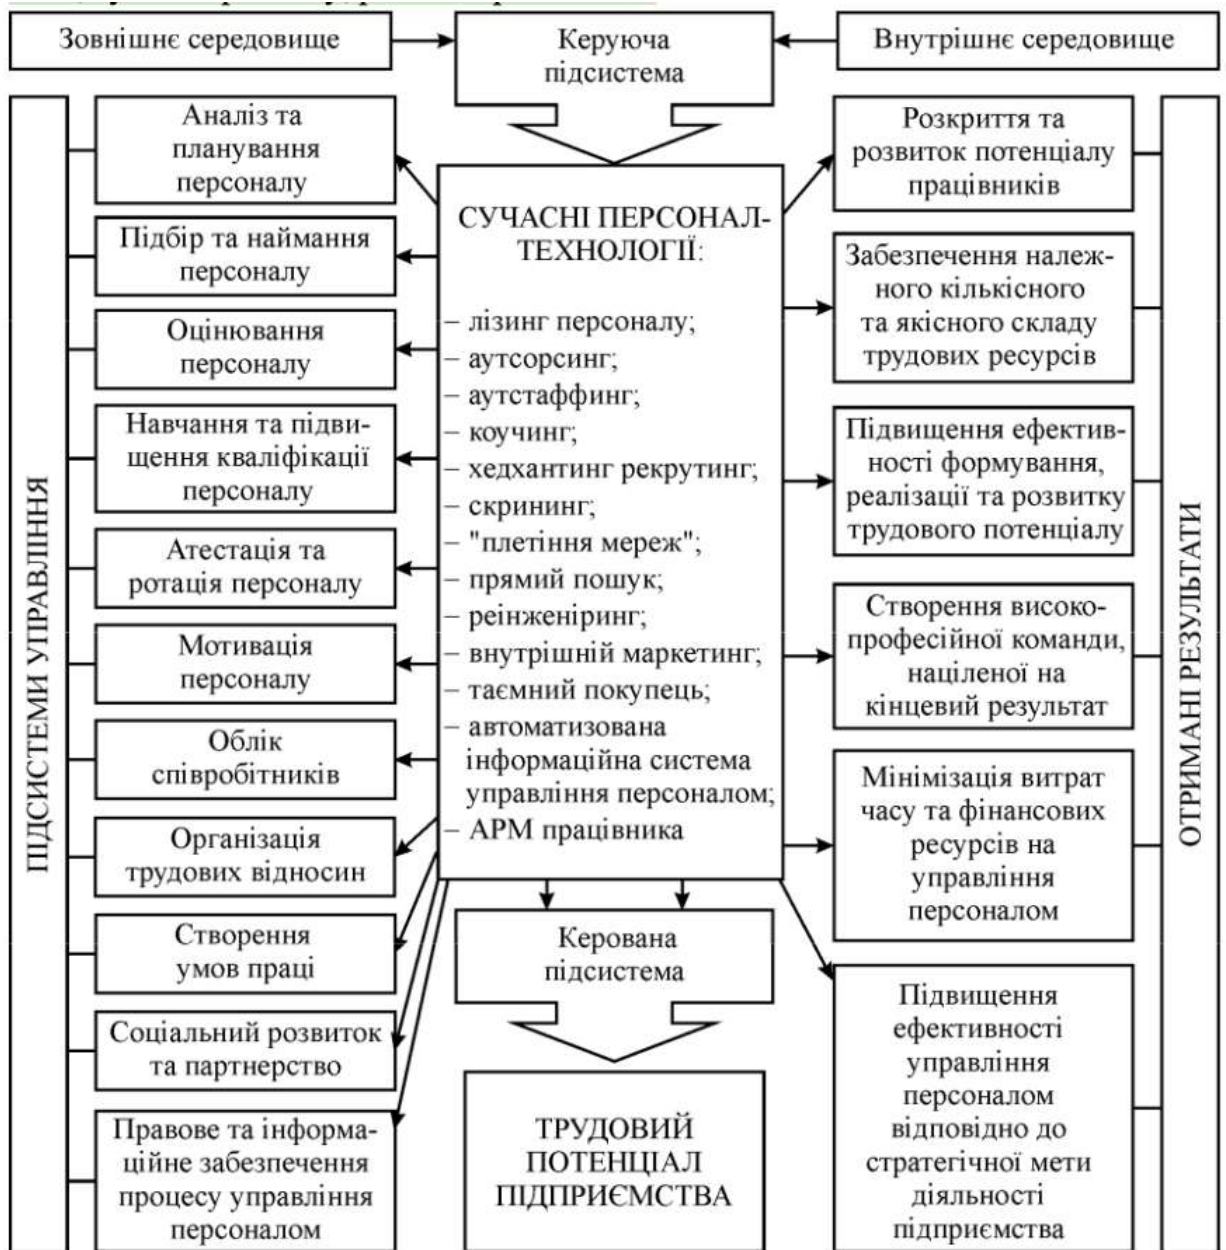 Зовнішнє середовище
Керуюча
підсистема
Внутрішнє середовище
ПІДСИСТЕМИ УПРАВЛІННЯ
Аналіз та
планування
персоналу
Підбір та наймання
персоналу
Оцінювання
персоналу
Навчання та підви-
щення кваліфікації
персоналу
Атестація та
ротація персоналу
Мотивація
персоналу
Облік
співробітників
Організація
трудових відносин
Створення
умов праці
Соціальний розвиток
та партнерство
Правове та інформа-
ційне забезпечення
процесу управління
персоналом
СУЧАСНІ ПЕРСОНАЛ-
ТЕХНОЛОГІЇ:
– лізинг персоналу;
– аутсорсинг;
– аутстаффинг;
– коучинг;
– хедхантинг рекрутинг;
– скрининг;
– "плетіння мереж";
– прямий пошук;
– реінженіринг;
– внутрішній маркетинг;
– таємний покупець;
– автоматизована
інформаційна система
управління персоналом;
– АРМ працівника
Керована
підсистема
ТРУДОВИЙ
ПОТЕНЦІАЛ
ПІДПРИЄМСТВА
Розкриття та
розвиток потенціалу
працівників
Забезпечення належ-
ного кількісного
та якісного складу
трудових ресурсів
Підвищення ефектив-
ності формування,
реалізації та розвитку
трудового потенціалу
Створення високо-
професійної команди,
націленої на
кінцевий результат
Мінімізація витрат
часу та фінансових
ресурсів на
управління
персоналом
Підвищення
ефективності
управління
персоналом
відповідно до
стратегічної мети
діяльності
підприємства
ОТРИМАНІ РЕЗУЛЬТАТИ